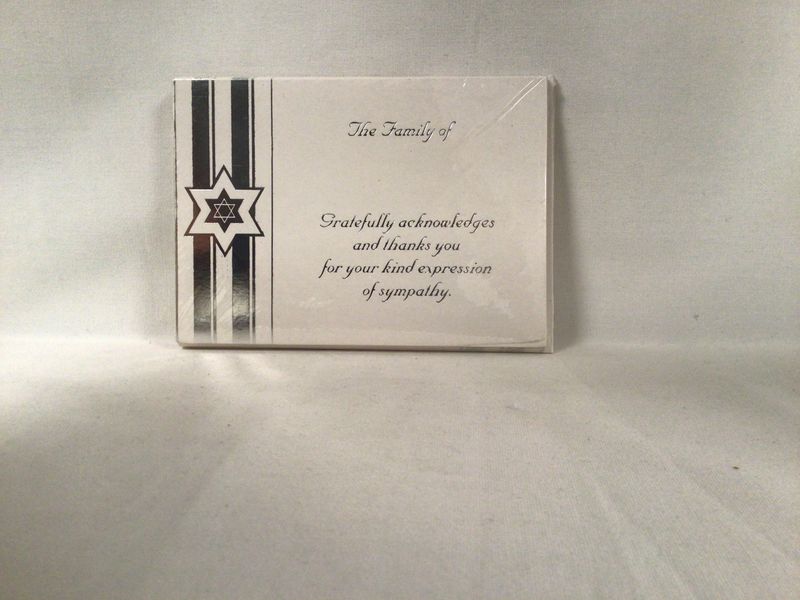 The Family of
Gratefully acknowledges
and thanks you
for your kind expression
of sympathy.